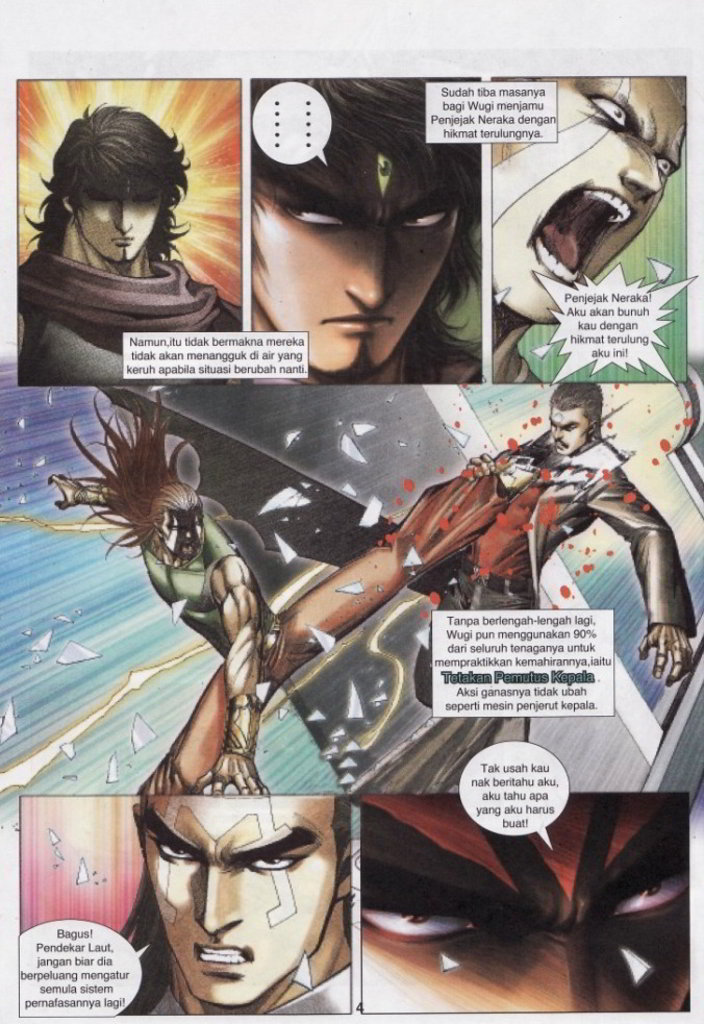 Namun,itu tidak bermakna mereka
tidak akan menangguk di air yang
keruh apabila situasi berubah nanti.
Sudah tiba masanya
bagi Wugi menjamu
Penjejak Neraka dengan
hikmat terulungnya.
Penjejak Neraka!
Aku akan bunuh
kau dengan
hikmat terulung
aku ini!
Tanpa berlengah-lengah lagi,
Wugi pun menggunakan 90%
dari seluruh tenaganya untuk
mempraktikkan kemahirannya,iaitu
Tetakan Pemutus Kepala.
Aksi ganasnya tidak ubah
seperti mesin penjerut kepala.
Tak usah kau
nak beritahu aku,
aku tahu apa
yang aku harus
buat!
Bagus!
Pendekar Laut,
jangan biar dia
berpeluang mengatur
semula sistem
pernafasannya lagi!
4